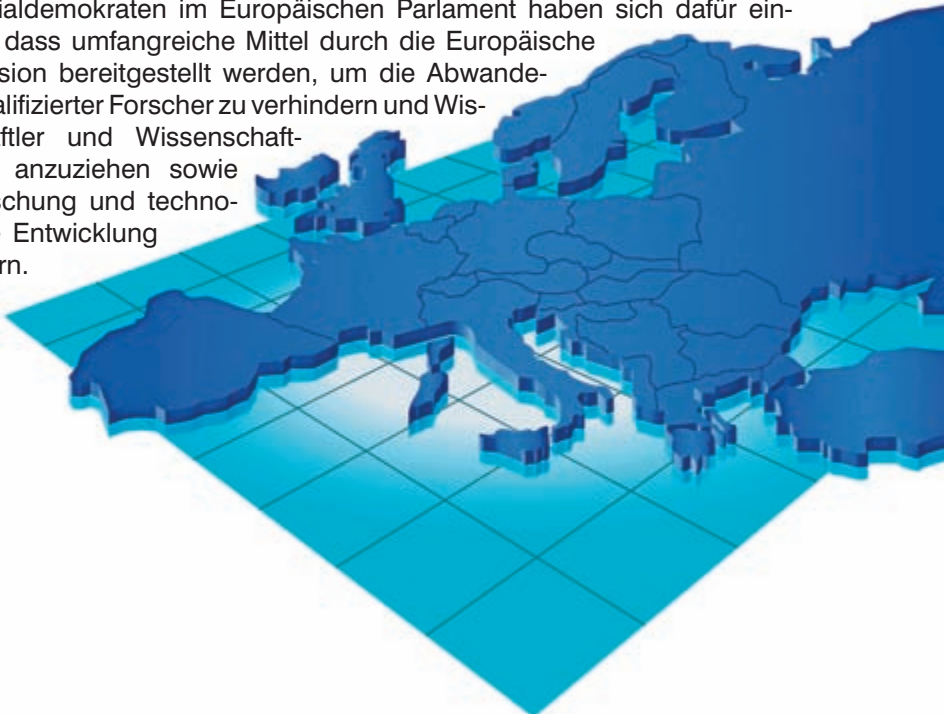 ialdemokraten im Europäischen Parlament haben sich dafür ein-
dass umfangreiche Mittel durch die Europäische
sion bereitgestellt werden, um die Abwande-
alifizierter Forscher zu verhindern und Wis-
ftler und Wissenschaft-
anzuziehen sowie
schung und techno-
Entwicklung
rn.